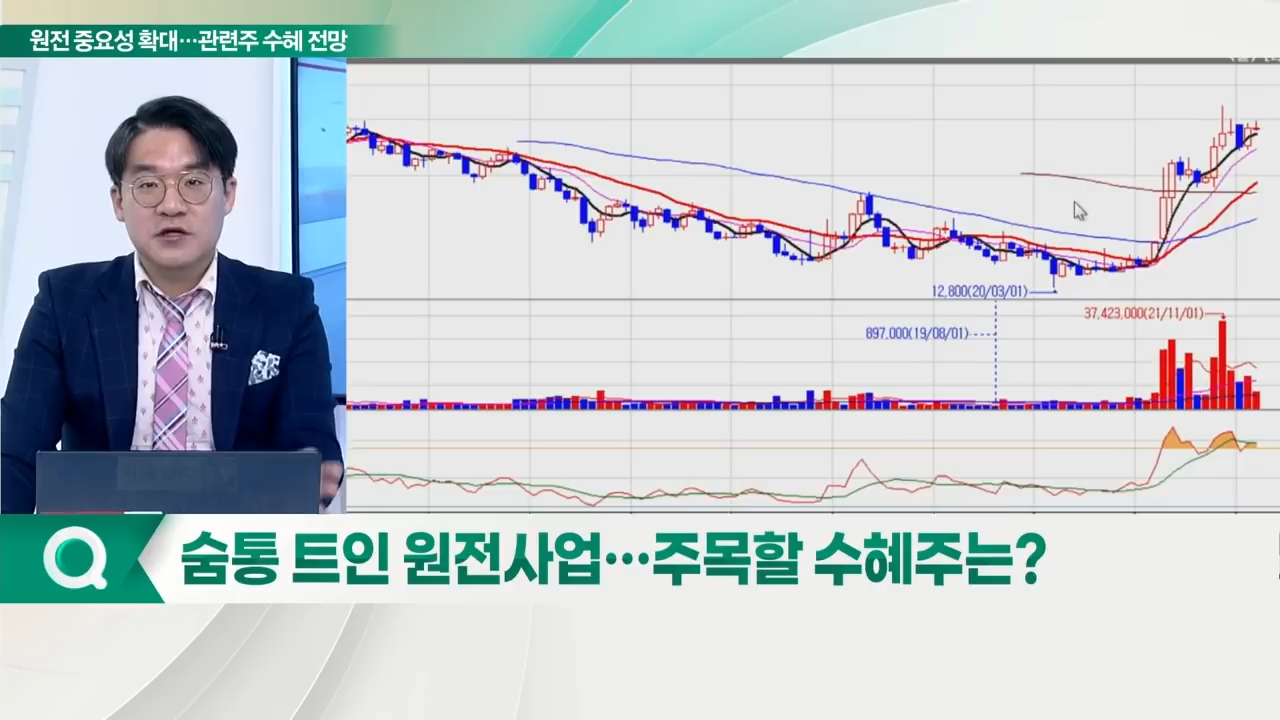 원전 중요성 확대…관련주 수혜 전망
12,800(20/03/01)
897,000(19/08/01)
37,423,000(21/11/01)
Q 숨통 트인 원전사업…주목할 수혜주는?